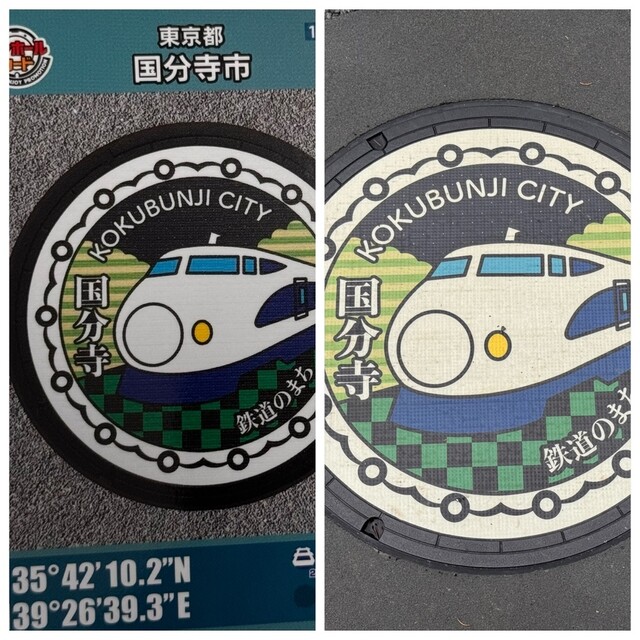 東京都
国分寺市
KOKUBUNJI CITY
国分寺
鉄道のまち
35°42'10.2"N
39°26'39.3"E
KOKUBUNJI CITY
国分寺
鉄道のまち